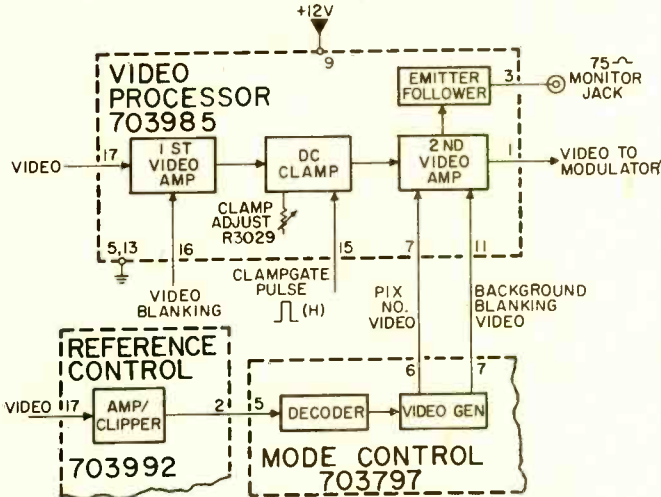 +12V
9
VIDEO
PROCESSOR
703985
EMITTER
FOLLOWER
3
75-Ω
MONITOR
JACK
VIDEO
17
1 ST
VIDEO
AMP
DC
CLAMP
2ND
VIDEO
AMP
1
VIDEO TO
MODULATOR
CLAMP
ADJUST
R3029
5,13
16
15
7
11
VIDEO
BLANKING
CLAMPGATE
PULSE
(H)
PIX
NO.
VIDEO
BACKGROUND
BLANKING
VIDEO
REFERENCE
CONTROL
VIDEO
17
AMP/
CLIPPER
2
703992
5
DECODER
6
7
VIDEO GEN
MODE CONTROL
703797